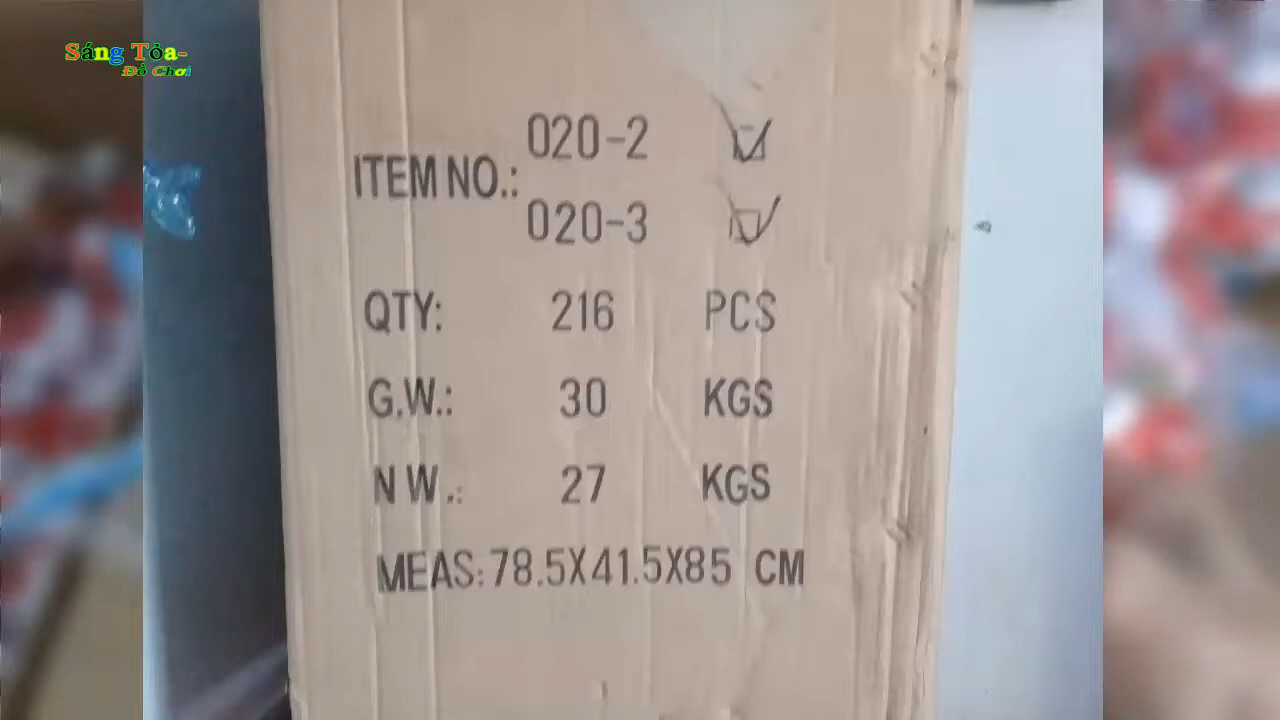 Sáng Tỏa-
Đồ Chơi
020-2
ITEM NO.:
020-3
QTY: 216 PCS
G.W.: 30 KGS
N W.: 27 KGS
MEAS: 78.5X41.5X85 CM